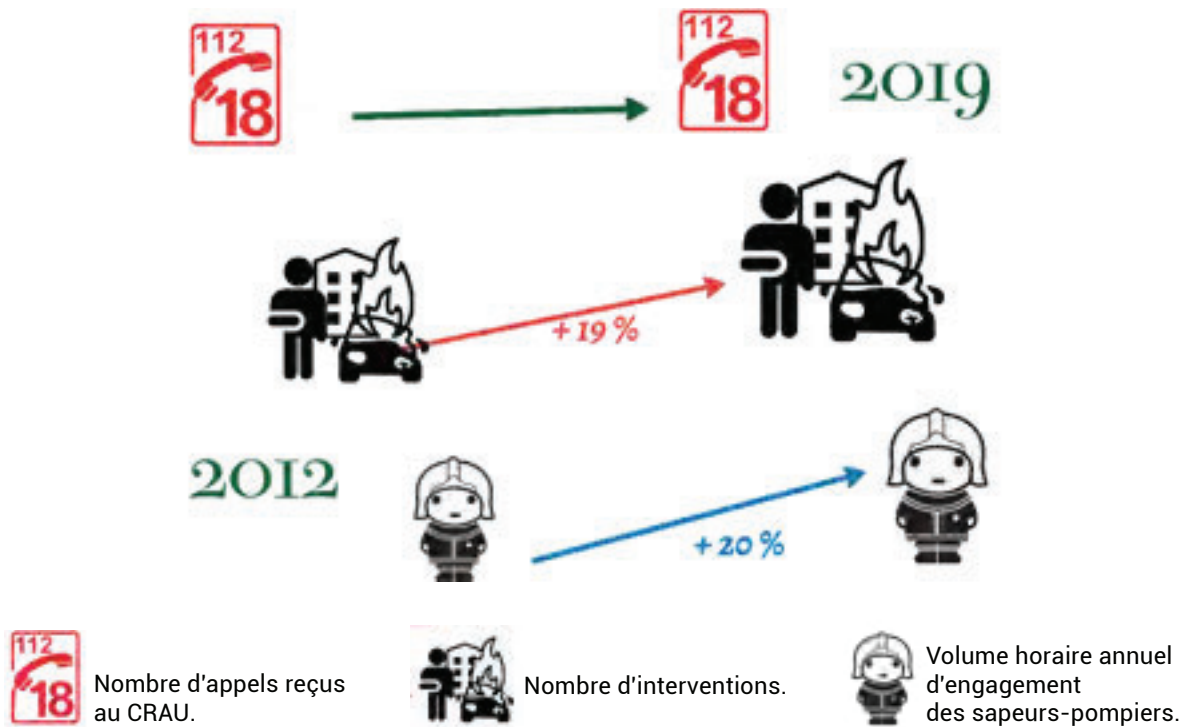 112
18
112
18
2019
+ 19 %
2012
+ 20 %
112
18
Nombre d'appels reçus
au CRAU.
Nombre d'interventions.
Volume horaire annuel
d'engagement
des sapeurs-pompiers.